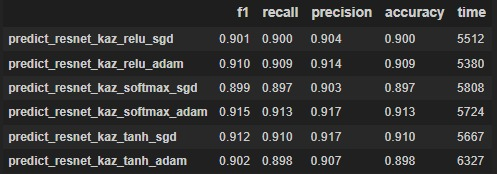 f1 recall precision accuracy time
predict_resnet_kaz_relu_sgd 0.901 0.900 0.904 0.900 5512
predict_resnet_kaz_relu_adam 0.910 0.909 0.914 0.909 5380
predict_resnet_kaz_softmax_sgd 0.899 0.897 0.903 0.897 5808
predict_resnet_kaz_softmax_adam 0.915 0.913 0.917 0.913 5724
predict_resnet_kaz_tanh_sgd 0.912 0.910 0.917 0.910 5667
predict_resnet_kaz_tanh_adam 0.902 0.898 0.907 0.898 6327